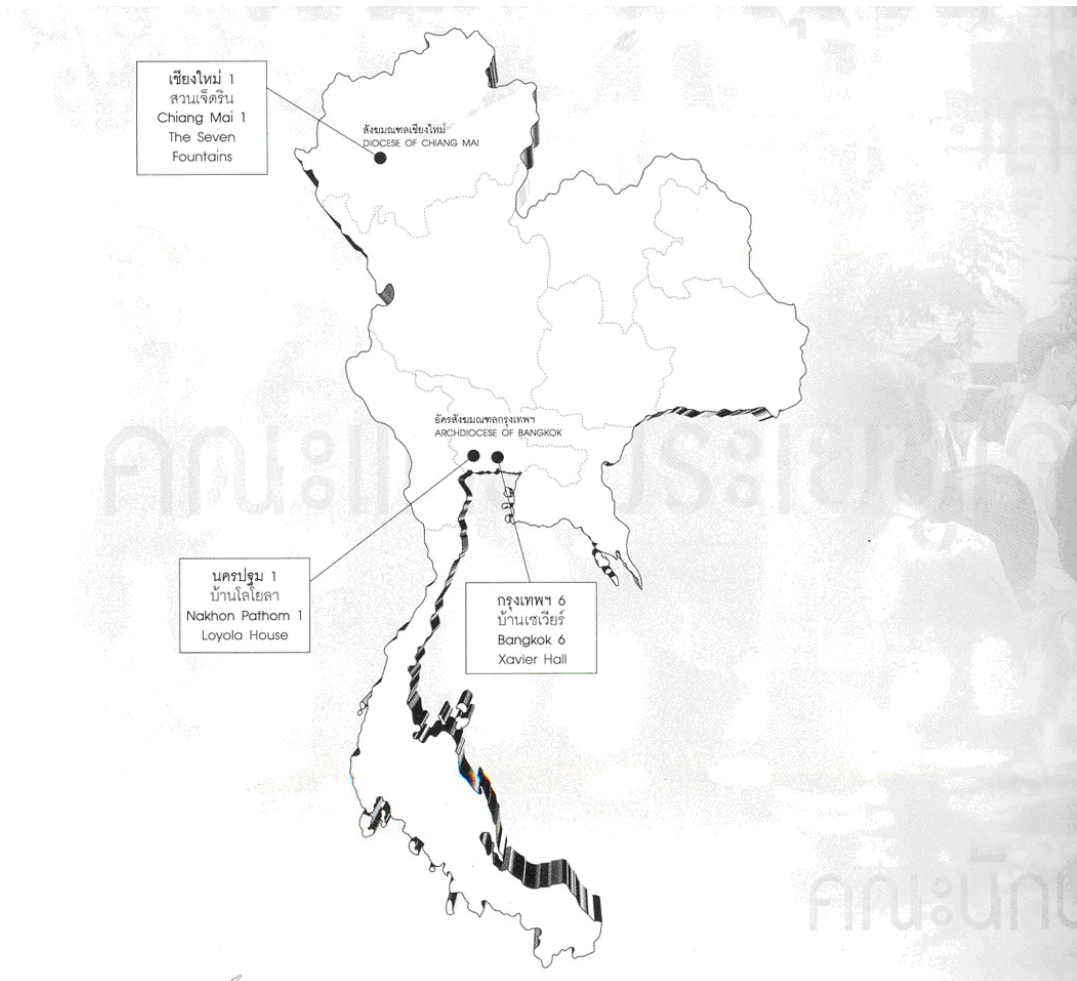 เชียงใหม่ 1
สวนเจ็ดริน
Chiang Mai 1
The Seven
Fountains
สังฆมณฑลเชียงใหม่
DIOCESE OF CHIANG MAI
อัครสังฆมณฑลกรุงเทพฯ
ARCHDIOCESE OF BANGKOK
นครปฐม 1
บ้านโลโยลา
Nakhon Pathom 1
Loyola House
กรุงเทพฯ 6
บ้านเซเวียร์
Bangkok 6
Xavier Hall